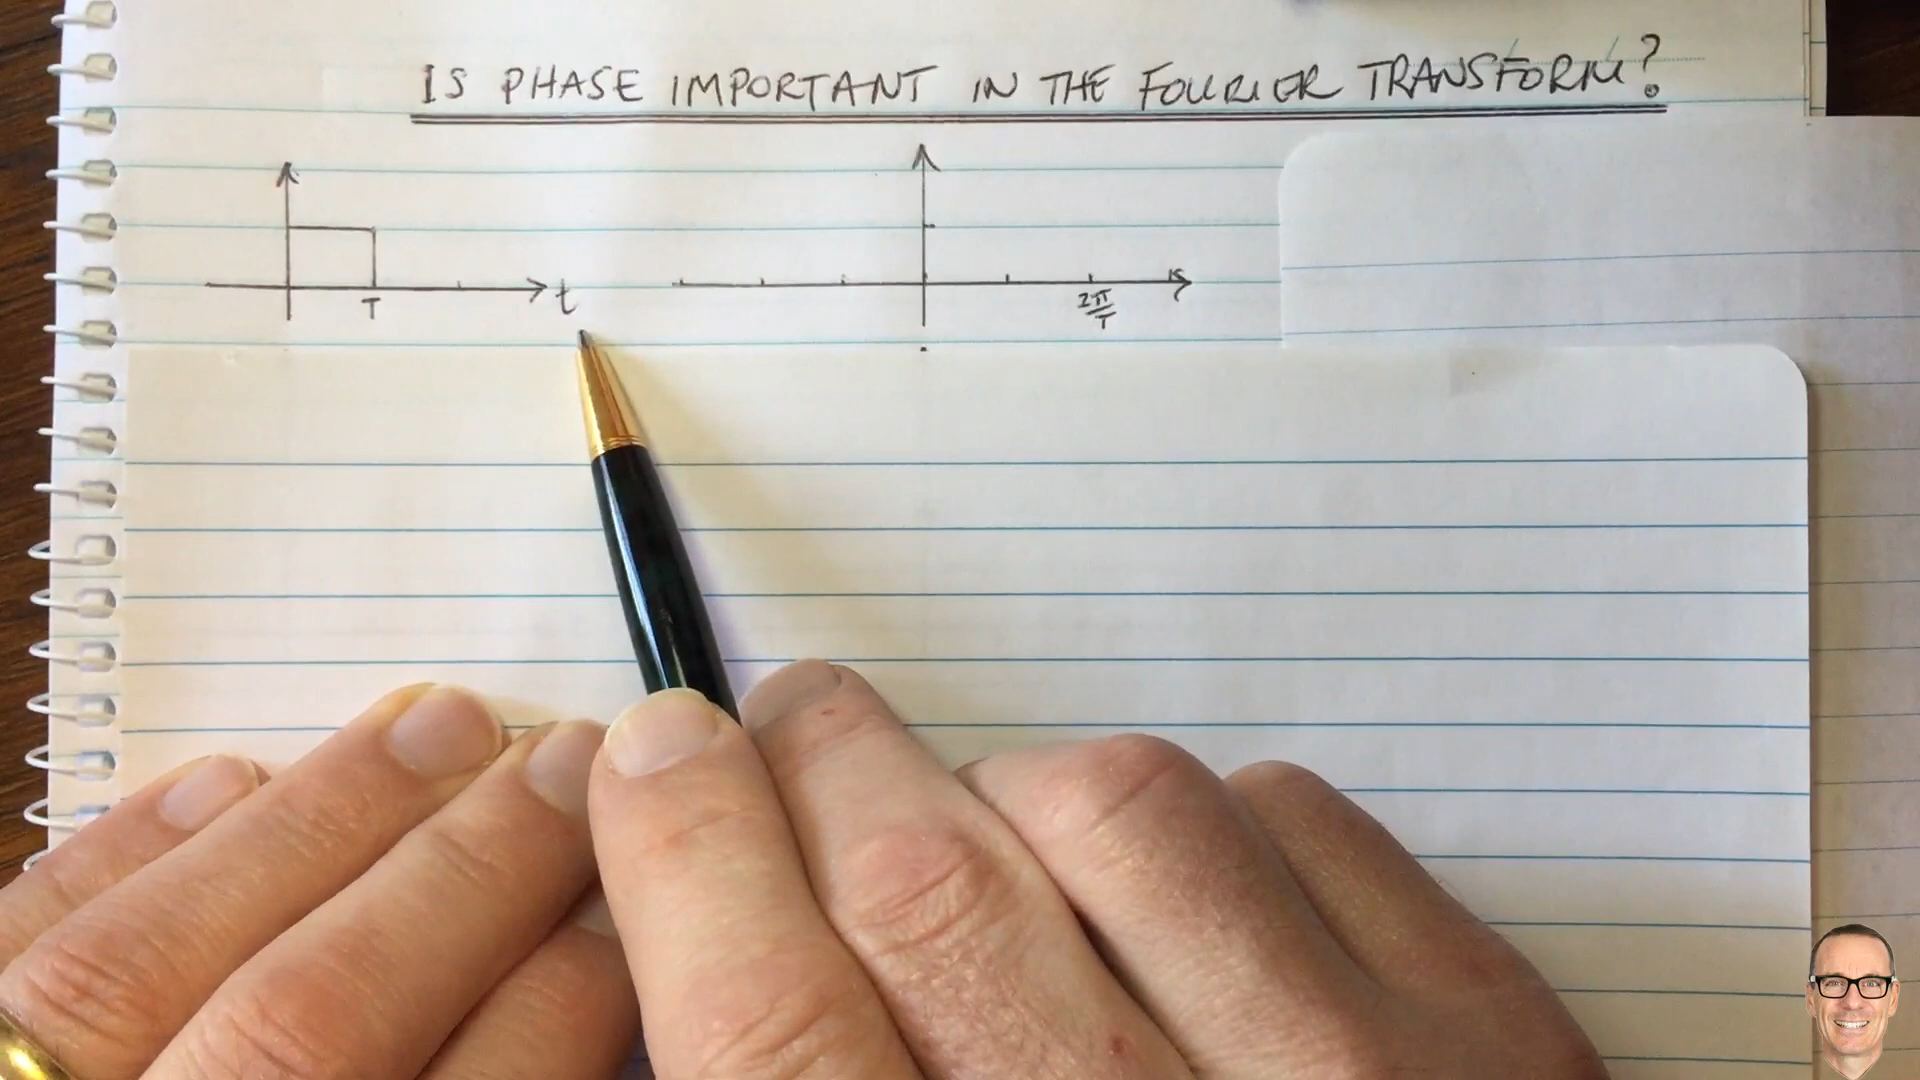 IS PHASE IMPORTANT IN THE FOURIER TRANSFORM?
T
t
2π
T